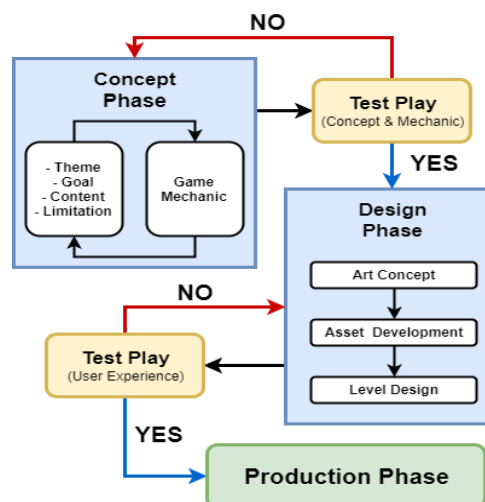 NO
Concept
Phase
- Theme
- Goal
- Content
- Limitation
Game
Mechanic
Test Play
(Concept & Mechanic)
YES
Design
Phase
Art Concept
Asset Development
Level Design
NO
Test Play
(User Experience)
YES
Production Phase